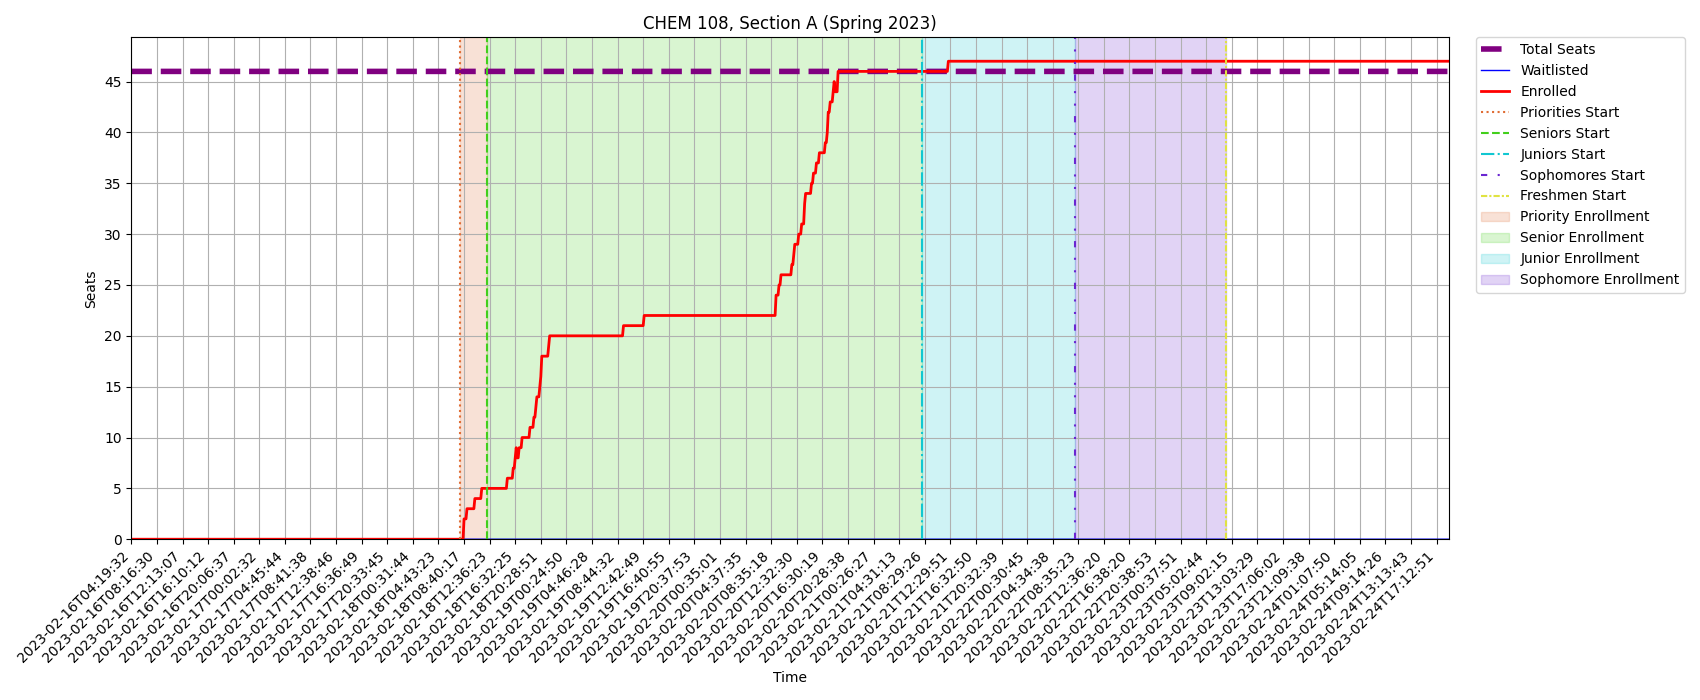 CHEM 108, Section A (Spring 2023)
Total Seats
Waitlisted
Enrolled
Priorities Start
Seniors Start
Juniors Start
Sophomores Start
Freshmen Start
Priority Enrollment
Senior Enrollment
Junior Enrollment
Sophomore Enrollment
Seats
45
40
35
30
25
20
15
10
5
0
2023-02-16T04:19:32
2023-02-16T08:16:30
2023-02-16T12:13:07
2023-02-16T16:10:12
2023-02-16T20:06:37
2023-02-17T00:02:32
2023-02-17T04:45:44
2023-02-17T08:41:38
2023-02-17T12:38:46
2023-02-17T16:36:49
2023-02-17T20:33:45
2023-02-18T00:31:44
2023-02-18T04:43:23
2023-02-18T08:40:17
2023-02-18T12:36:23
2023-02-18T16:32:25
2023-02-18T20:28:51
2023-02-19T00:24:50
2023-02-19T04:46:28
2023-02-19T08:44:32
2023-02-19T12:42:49
2023-02-19T16:40:55
2023-02-19T20:37:53
2023-02-20T00:35:01
2023-02-20T04:37:35
2023-02-20T08:35:18
2023-02-20T12:32:30
2023-02-20T16:30:19
2023-02-20T20:28:38
2023-02-21T00:26:27
2023-02-21T04:31:13
2023-02-21T08:29:26
2023-02-21T12:29:51
2023-02-21T16:32:50
2023-02-21T20:32:39
2023-02-22T00:30:45
2023-02-22T04:34:38
2023-02-22T08:35:23
2023-02-22T12:36:20
2023-02-22T16:38:20
2023-02-22T20:38:53
2023-02-23T00:37:51
2023-02-23T05:02:44
2023-02-23T09:02:15
2023-02-23T13:03:29
2023-02-23T17:06:02
2023-02-23T21:09:38
2023-02-24T01:07:50
2023-02-24T05:14:05
2023-02-24T09:14:26
2023-02-24T13:13:43
2023-02-24T17:12:51
Time